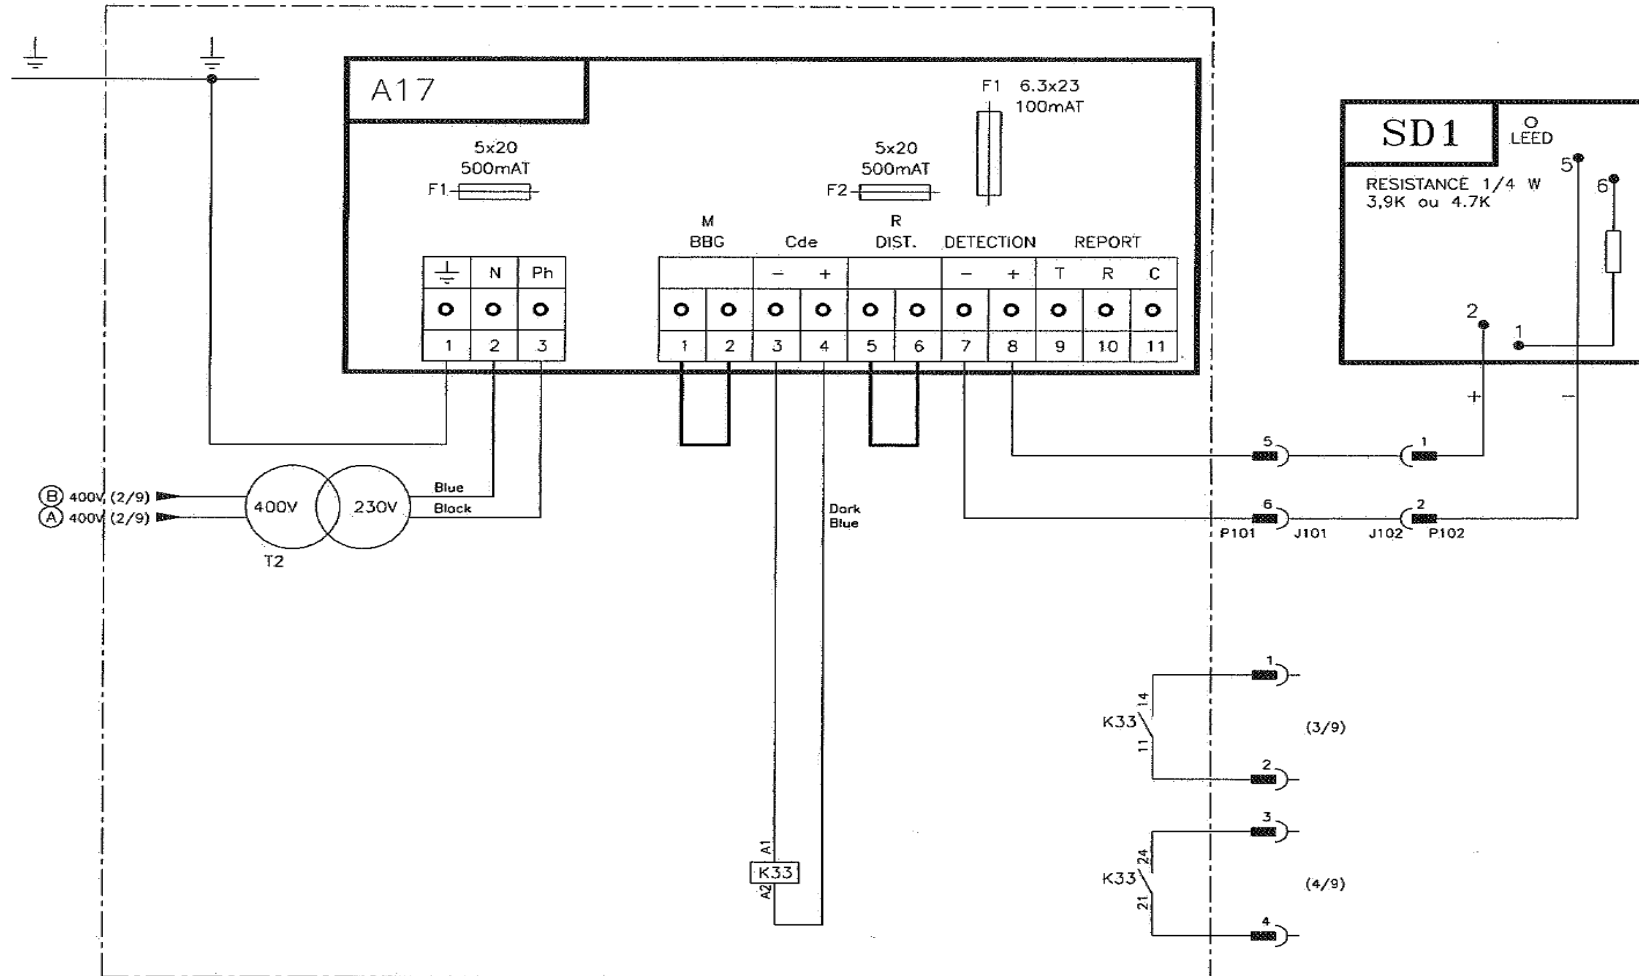 A17
F1 6.3x23
100mAT
5x20
500mAT
F1
5x20
500mAT
F2
M
BBG
Cde
R
DIST.
DETECTION
REPORT
N Ph
1 2 3
- + - + T R C
1 2 3 4 5 6 7 8 9 10 11
SD1
LEED
RESISTANCE 1/4 W
3,9K ou 4.7K
5
6
2
1
+
-
B 400V (2/9)
A 400V (2/9)
400V
230V
T2
Blue
Black
Dark
Blue
5
1
6
2
P101 J101 J102 P102
A1
K33
A2
1
14
K33
11
2
(3/9)
3
24
K33
21
4
(4/9)